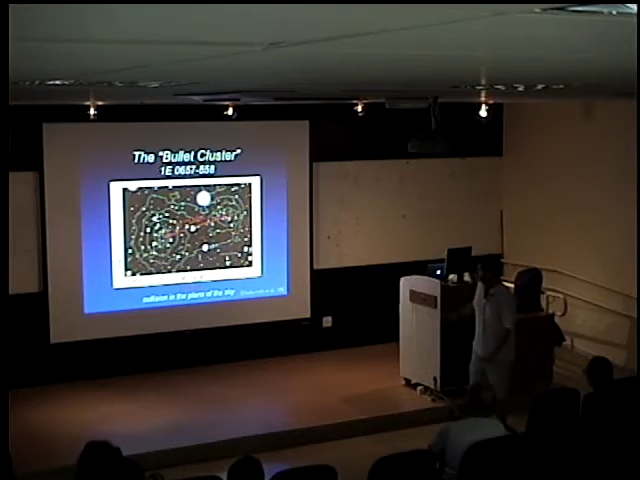 The "Bullet Cluster"
1E 0657-558
collision in the plane of the sky